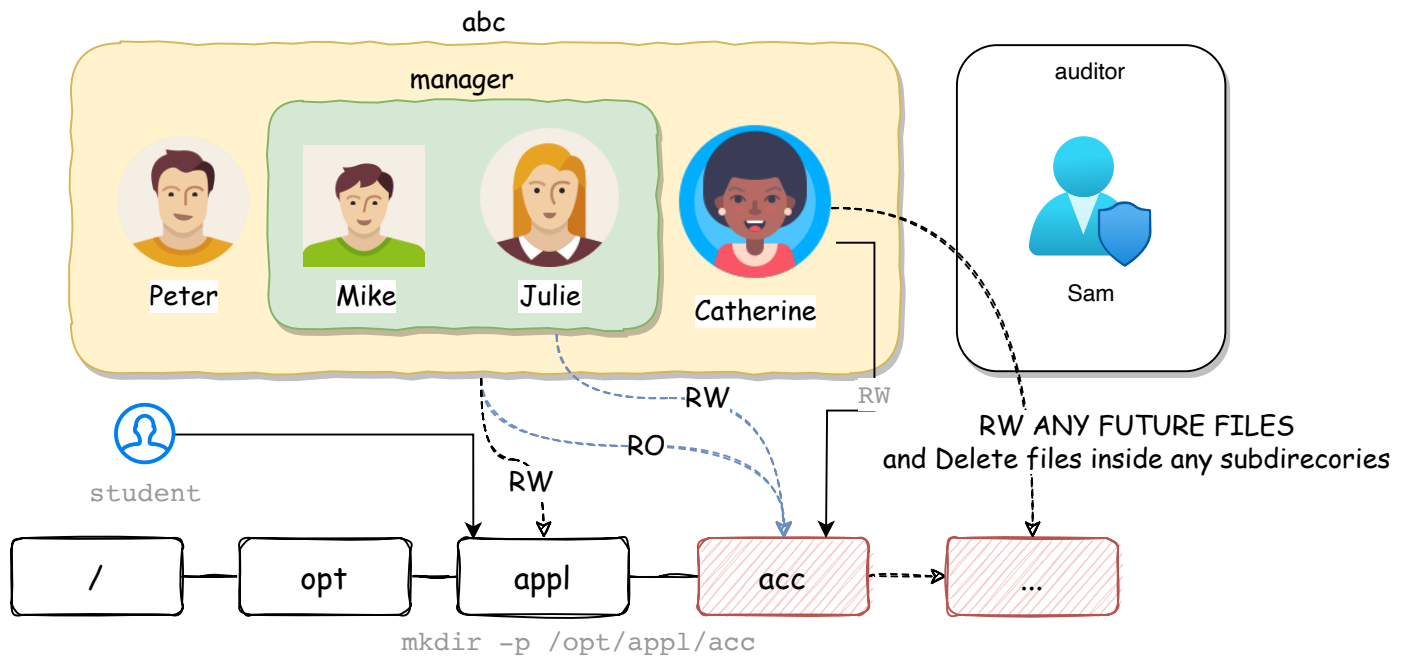 abc
manager
auditor
Peter
Mike
Julie
Catherine
Sam
RW
RW
RO
RW
RW ANY FUTURE FILES
and Delete files inside any subdirecories
student
/
opt
appl
acc
...
mkdir -p /opt/appl/acc